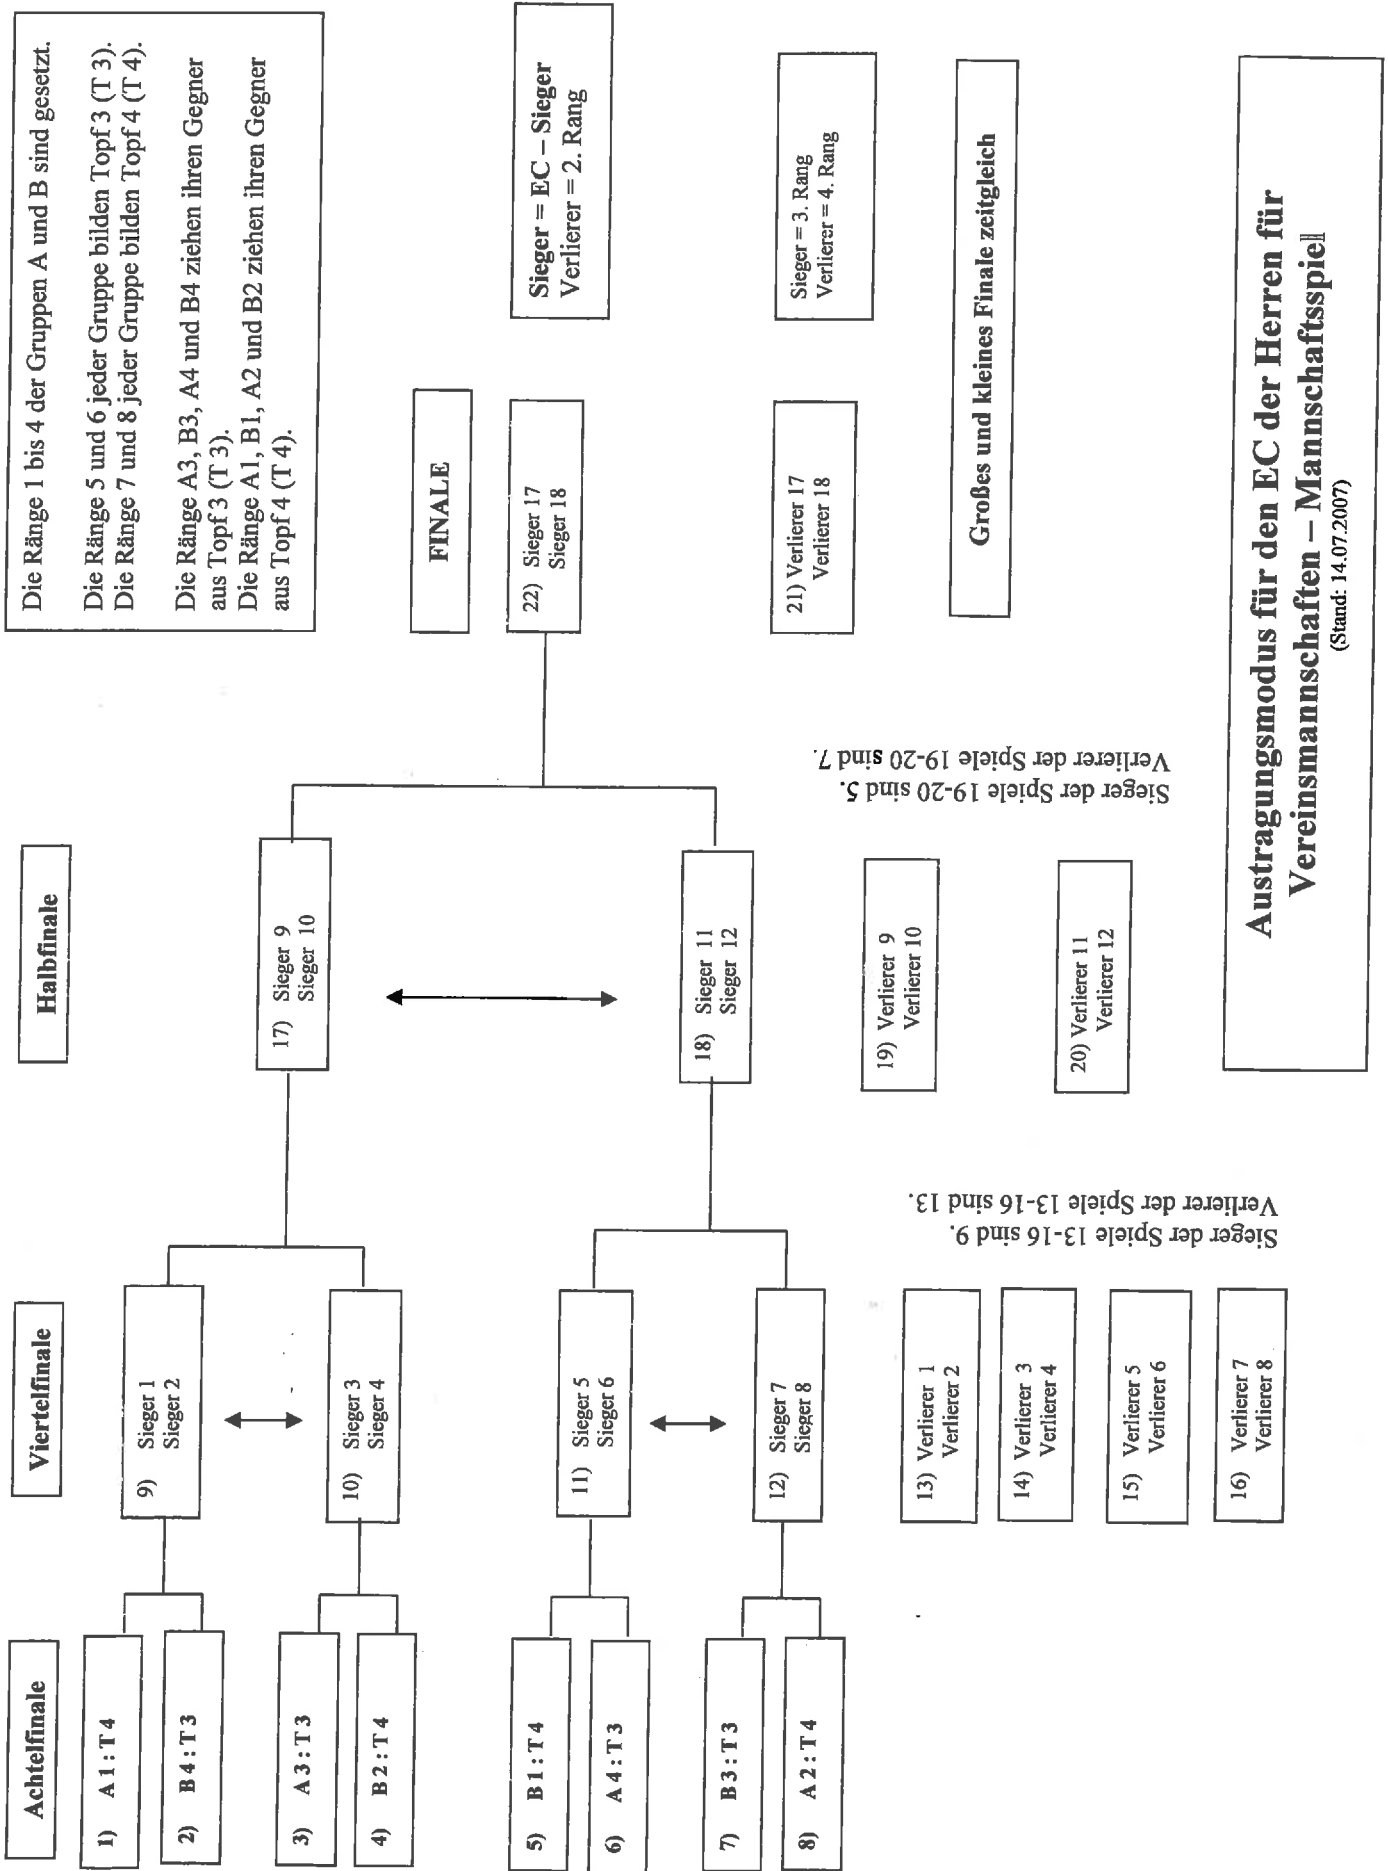 Achtelfinale
1) A 1 : T 4
2) B 4 : T 3
3) A 3 : T 3
4) B 2 : T 4
5) B 1 : T 4
6) A 4 : T 3
7) B 3 : T 3
8) A 2 : T 4
Viertelfinale
9) Sieger 1
Sieger 2
10) Sieger 3
Sieger 4
11) Sieger 5
Sieger 6
12) Sieger 7
Sieger 8
13) Verlierer 1
Verlierer 2
14) Verlierer 3
Verlierer 4
15) Verlierer 5
Verlierer 6
16) Verlierer 7
Verlierer 8
Sieger der Spiele 13-16 sind 9.
Verlierer der Spiele 13-16 sind 13.
Halbfinale
17) Sieger 9
Sieger 10
18) Sieger 11
Sieger 12
19) Verlierer 9
Verlierer 10
20) Verlierer 11
Verlierer 12
Sieger der Spiele 19-20 sind 5.
Verlierer der Spiele 19-20 sind 7.
Die Ränge 1 bis 4 der Gruppen A und B sind gesetzt.
Die Ränge 5 und 6 jeder Gruppe bilden Topf 3 (T 3).
Die Ränge 7 und 8 jeder Gruppe bilden Topf 4 (T 4).
Die Ränge A3, B3, A4 und B4 ziehen ihren Gegner
aus Topf 3 (T 3).
Die Ränge A1, B1, A2 und B2 ziehen ihren Gegner
aus Topf 4 (T 4).
FINALE
22) Sieger 17
Sieger 18
Sieger = EC – Sieger
Verlierer = 2. Rang
21) Verlierer 17
Verlierer 18
Sieger = 3. Rang
Verlierer = 4. Rang
Großes und kleines Finale zeitgleich
Austragungsmodus für den EC der Herren für
Vereinsmannschaften – Mannschaftsspiel
(Stand: 14.07.2007)